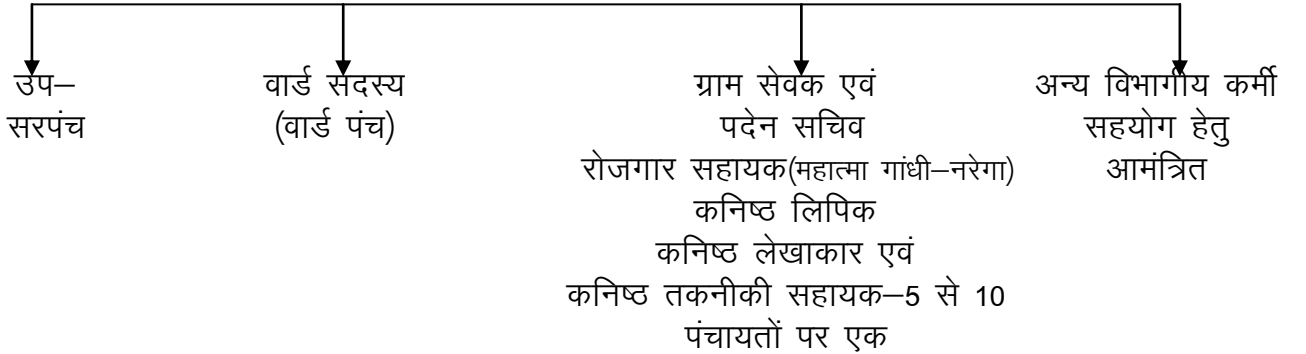 उप–
सरपंच
वार्ड सदस्य
(वार्ड पंच)
ग्राम सेवक एवं
पदेन सचिव
रोजगार सहायक(महात्मा गांधी–नरेगा)
कनिष्ठ लिपिक
कनिष्ठ लेखाकार एवं
कनिष्ठ तकनीकी सहायक–5 से 10
पंचायतों पर एक
अन्य विभागीय कर्मी
सहयोग हेतु
आमंत्रित